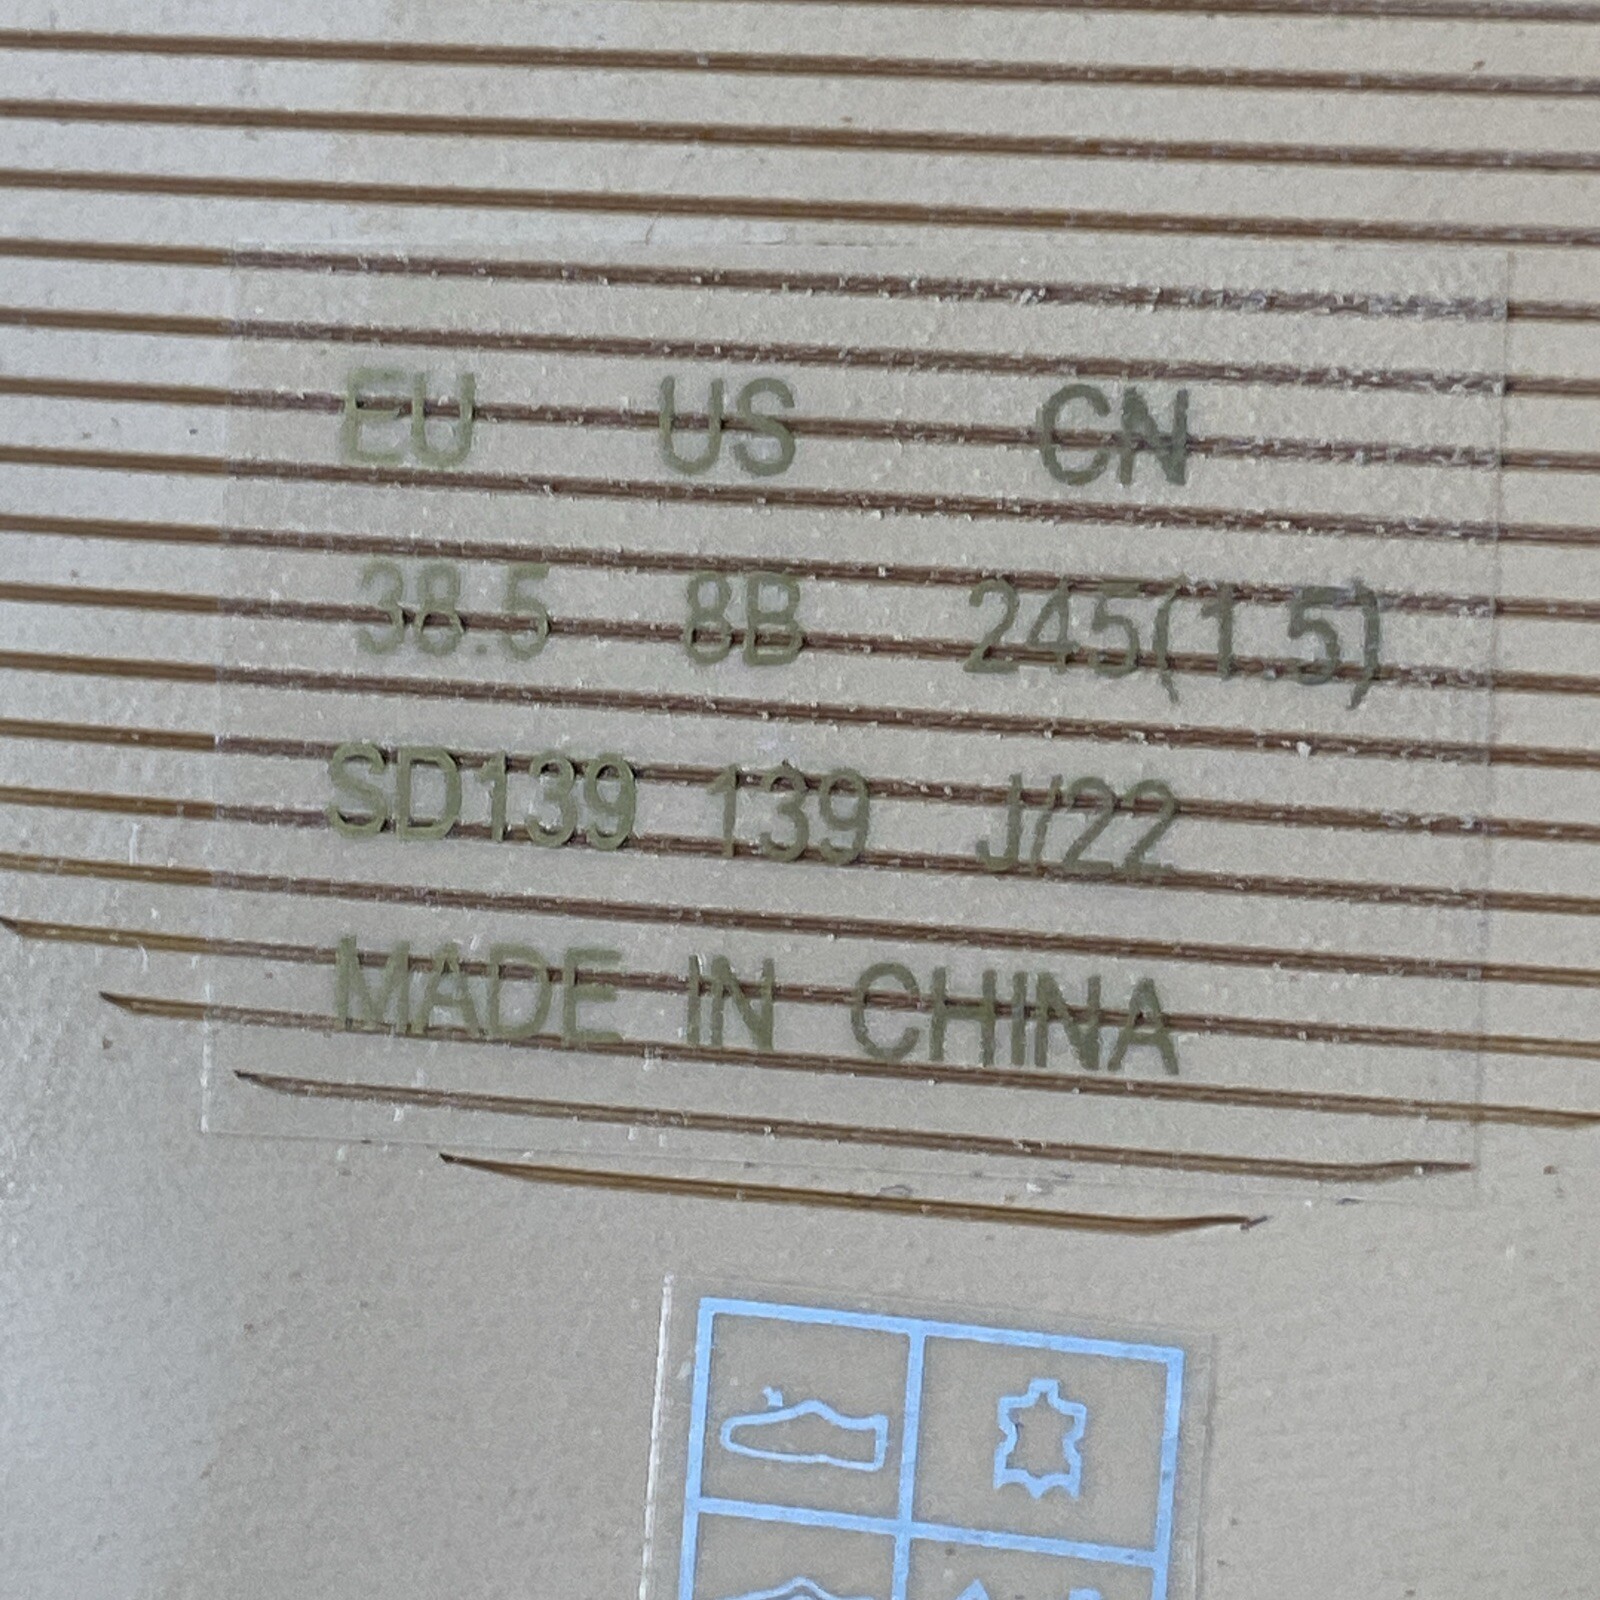 EU US CN
38.5 8B 245(1.5)
SD139 139 J/22
MADE IN CHINA